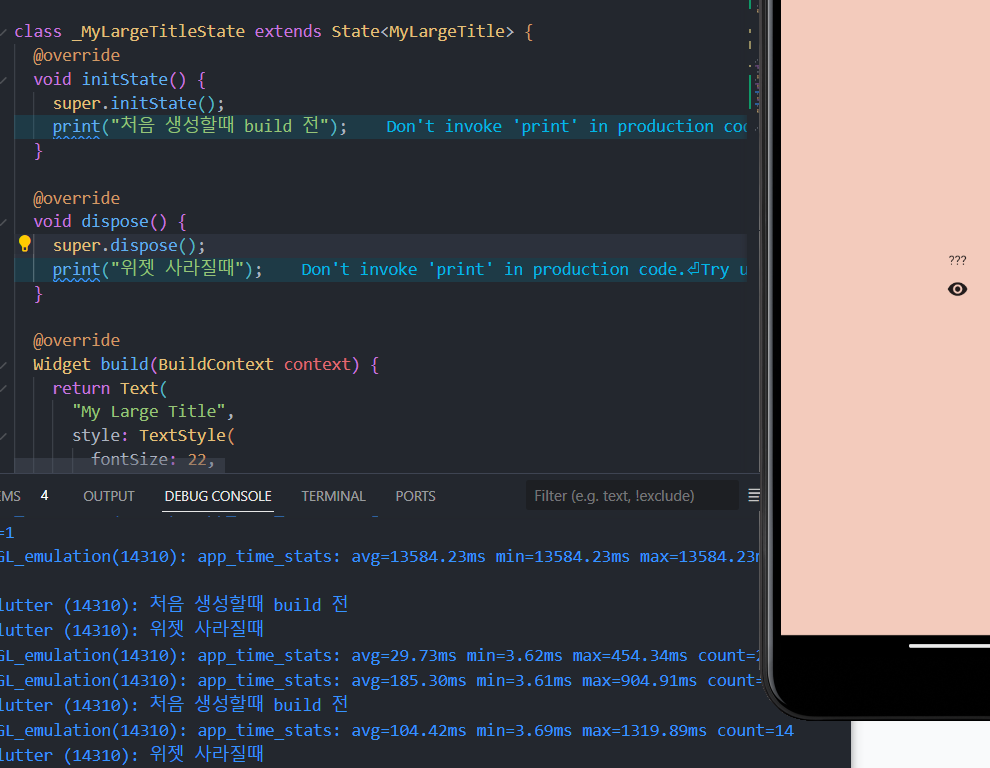 class _MyLargeTitleState extends State<MyLargeTitle> {
@override
void initState() {
super.initState();
print("처음 생성할때 build 전"); Don't invoke 'print' in production
}
@override
void dispose() {
super.dispose();
print("위젯 사라질때"); Don't invoke 'print' in production code.⏎Try
}
@override
Widget build(BuildContext context) {
return Text(
"My Large Title",
style: TextStyle(
fontSize: 22,
???
4 OUTPUT DEBUG CONSOLE TERMINAL PORTS Filter (e.g. text, !exclude)
=1
GL_emulation(14310): app_time_stats: avg=13584.23ms min=13584.23ms max=13584.23
lutter (14310): 처음 생성할때 build 전
lutter (14310): 위젯 사라질때
GL_emulation(14310): app_time_stats: avg=29.73ms min=3.62ms max=454.34ms count=
GL_emulation(14310): app_time_stats: avg=185.30ms min=3.61ms max=904.91ms count=
lutter (14310): 처음 생성할때 build 전
GL_emulation(14310): app_time_stats: avg=104.42ms min=3.69ms max=1319.89ms count=14
lutter (14310): 위젯 사라질때